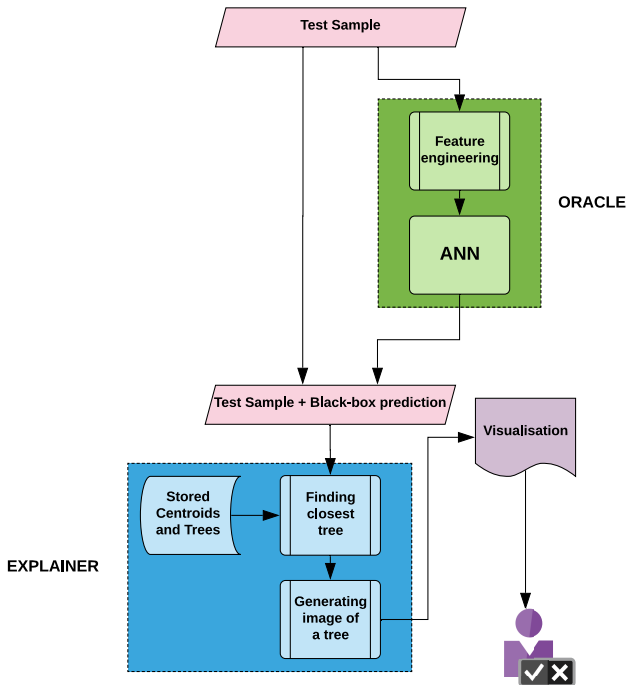 Test Sample
Feature
engineering
ORACLE
ANN
Test Sample + Black-box prediction
Visualisation
Stored
Centroids
and Trees
Finding
closest
tree
EXPLAINER
Generating
image of
a tree